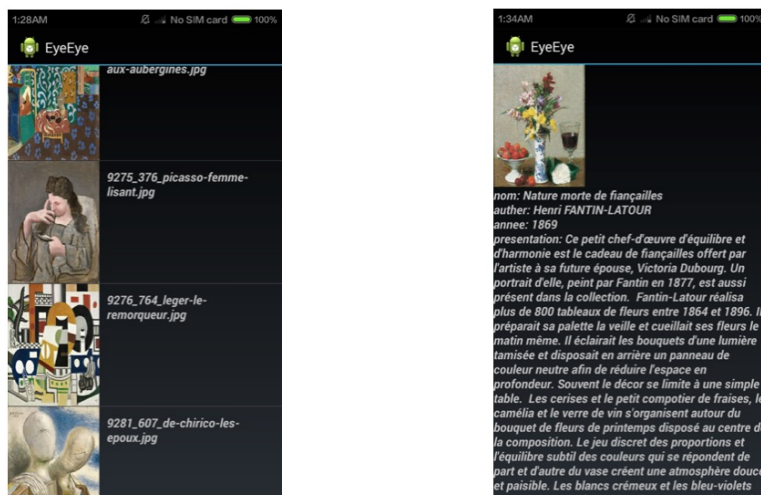 1:28AM No SIM card 100%
EyeEye
aux-aubergines.jpg
9275_376_picasso-femme-
lisant.jpg
9276_764_leger-le-
remorqueur.jpg
9281_607_de-chirico-les-
epoux.jpg
1:34AM No SIM card 100%
EyeEye
nom: Nature morte de fiançailles
auther: Henri FANTIN-LATOUR
annee: 1869
presentation: Ce petit chef-d'œuvre d'équilibre et
d'harmonie est le cadeau de fiançailles offert par
l'artiste à sa future épouse, Victoria Dubourg. Un
portrait d'elle, peint par Fantin en 1877, est aussi
présent dans la collection. Fantin-Latour réalisa
plus de 800 tableaux de fleurs entre 1864 et 1896. Il
préparait sa palette la veille et cueillait ses fleurs le
matin même. Il éclairait les bouquets d'une lumière
tamisée et disposait en arrière un panneau de
couleur neutre afin de réduire l'espace en
profondeur. Souvent le décor se limite à une simple
table. Les cerises et le petit compotier de fraises, le
camélia et le verre de vin s'organisent autour du
bouquet de fleurs de printemps disposé au centre de
la composition. Le jeu discret des proportions et
l'équilibre subtil des couleurs qui se répondent de
part et d'autre du vase créent une atmosphère douce
et paisible. Les blancs crémeux et les bleu-violets